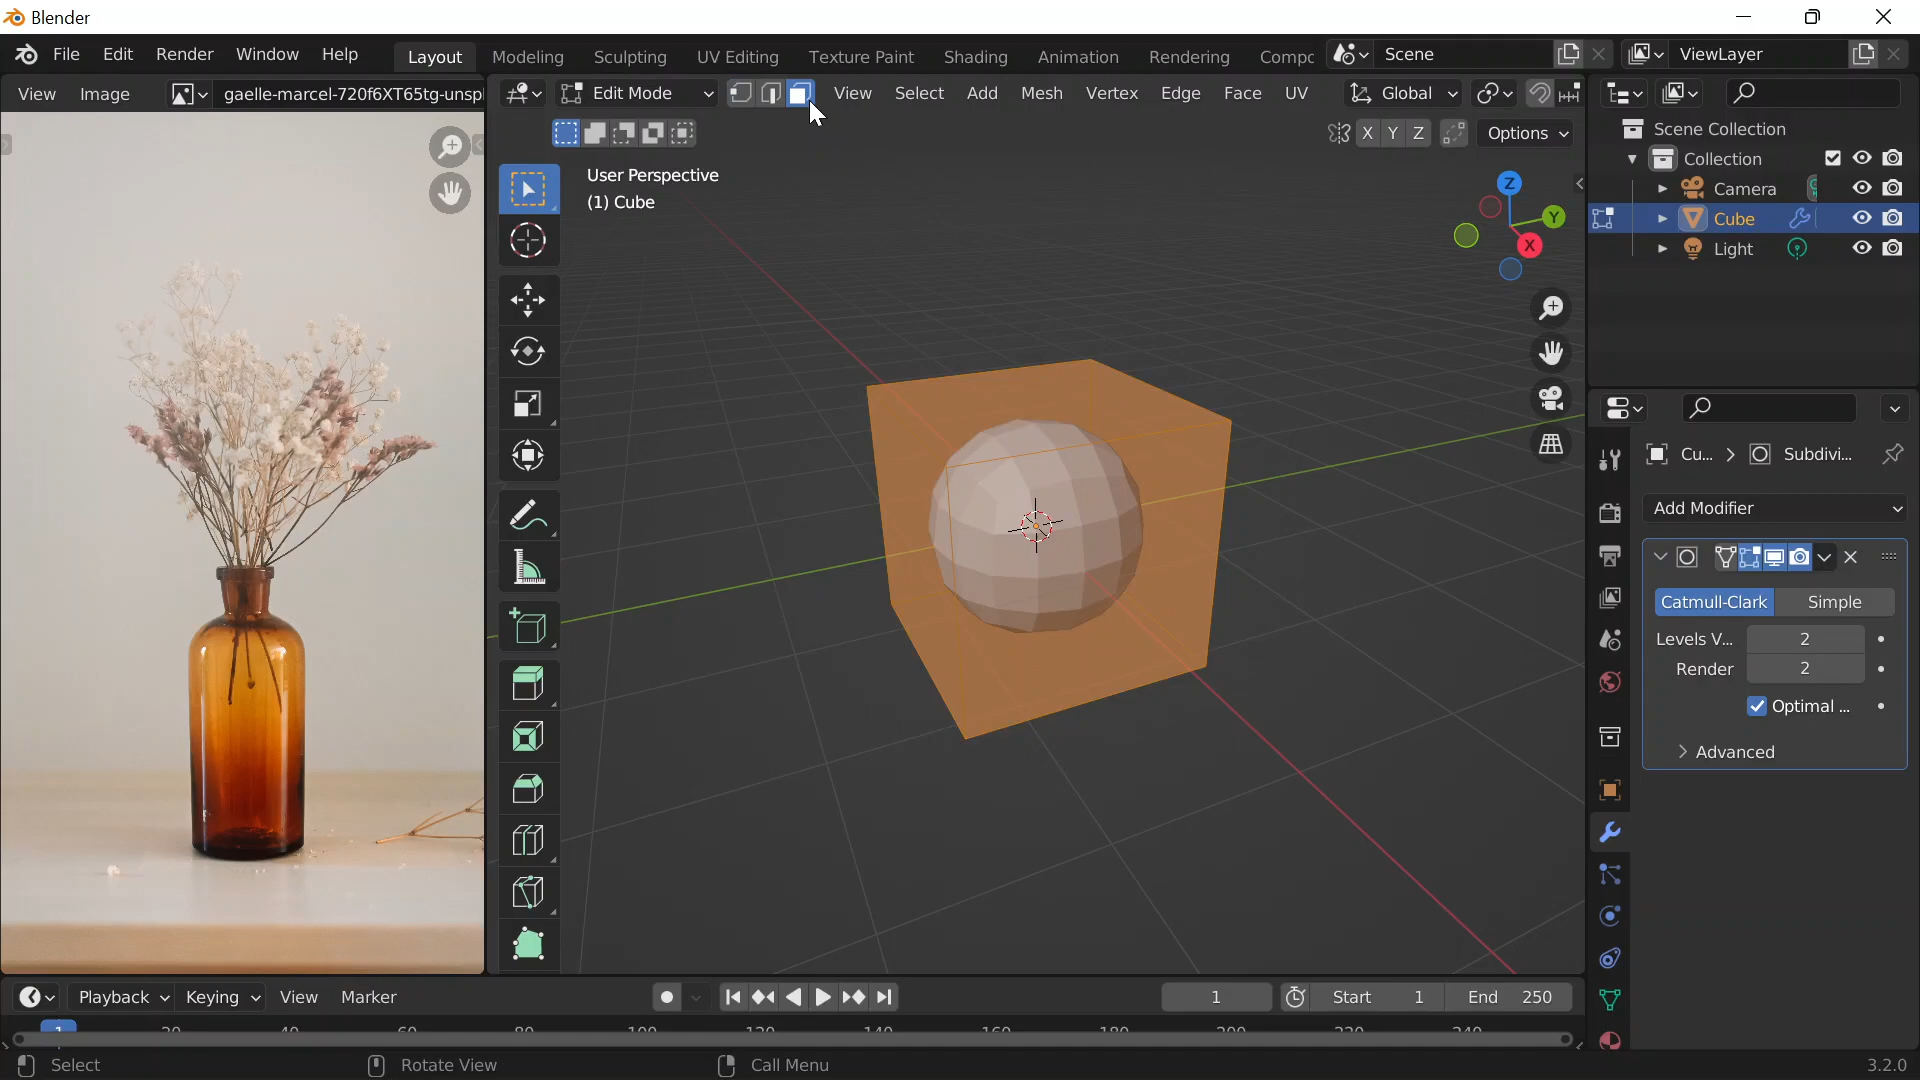 Blender
File Edit Render Window Help Layout Modeling Sculpting UV Editing Texture Paint Shading Animation Rendering Compc Scene ViewLayer
View Image gaelle-marcel-720f6XT65tg-unspl Edit Mode View Select Add Mesh Vertex Edge Face UV Global
X Y Z Options
User Perspective
(1) Cube
Z
Y
X
Scene Collection
Collection
Camera
Cube
Light
Cu... > Subdivi...
Add Modifier
Catmull-Clark Simple
Levels V... 2
Render 2
Optimal ...
Advanced
Playback Keying View Marker 1 Start 1 End 250
1 20 40 60 80 100 120 140 160 180 200 220 240
Select Rotate View Call Menu 3.2.0